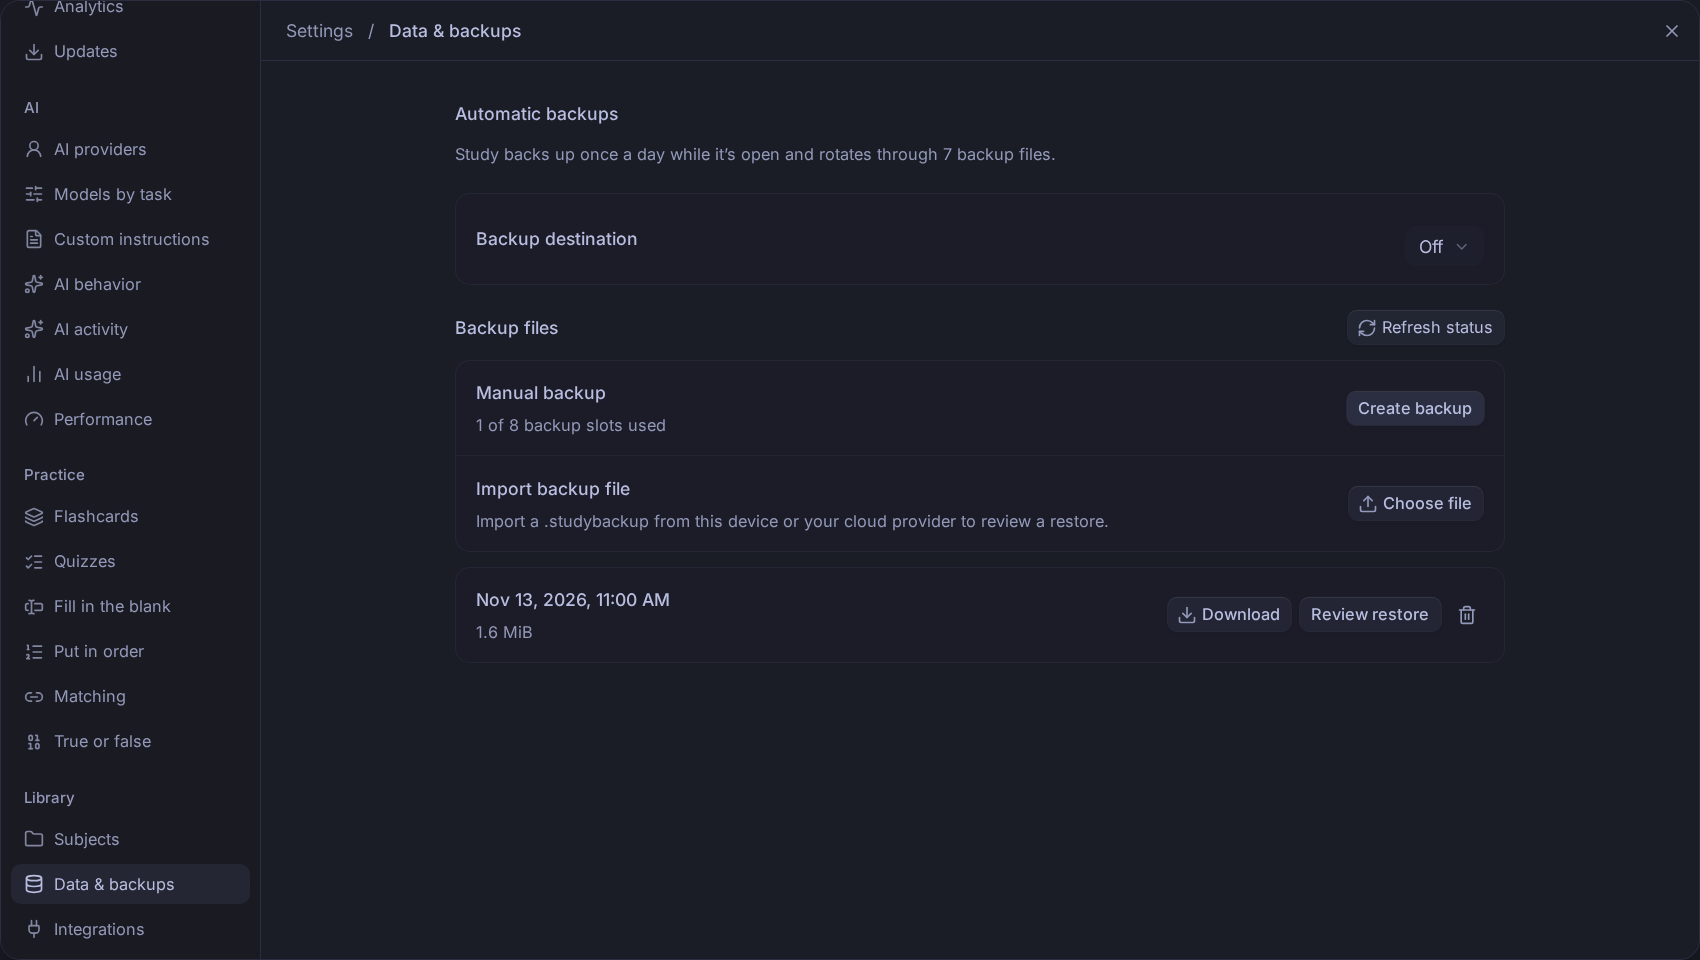 Analytics
Updates
AI
AI providers
Models by task
Custom instructions
AI behavior
AI activity
AI usage
Performance
Practice
Flashcards
Quizzes
Fill in the blank
Put in order
Matching
True or false
Library
Subjects
Data & backups
Integrations
Settings / Data & backups
Automatic backups
Study backs up once a day while it’s open and rotates through 7 backup files.
Backup destination
Off
Backup files
Refresh status
Manual backup
1 of 8 backup slots used
Create backup
Import backup file
Import a .studybackup from this device or your cloud provider to review a restore.
Choose file
Nov 13, 2026, 11:00 AM
1.6 MiB
Download
Review restore